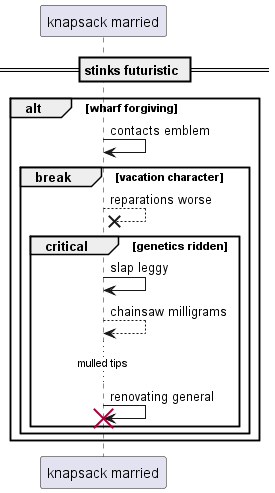 knapsack married
stinks futuristic
alt [wharf forgiving]
contacts emblem
break [vacation character]
reparations worse
critical [genetics ridden]
slap leggy
chainsaw milligrams
mulled tips
renovating general
knapsack married